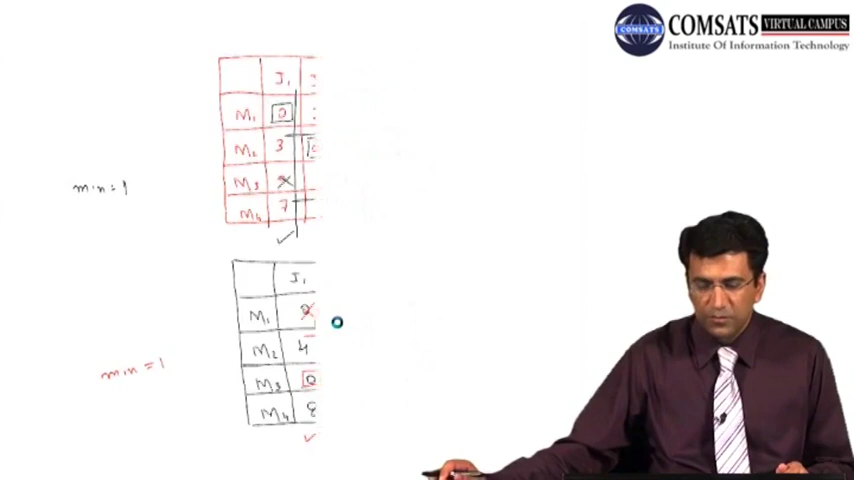 COMSATS VIRTUAL CAMPUS
COMSATS
Institute Of Information Technology
J₁
M₁ 0
M₂ 3
M₃
M₄ 7
min=1
J₁
M₁
M₂ 4
M₃ 0
M₄ 8
min=1